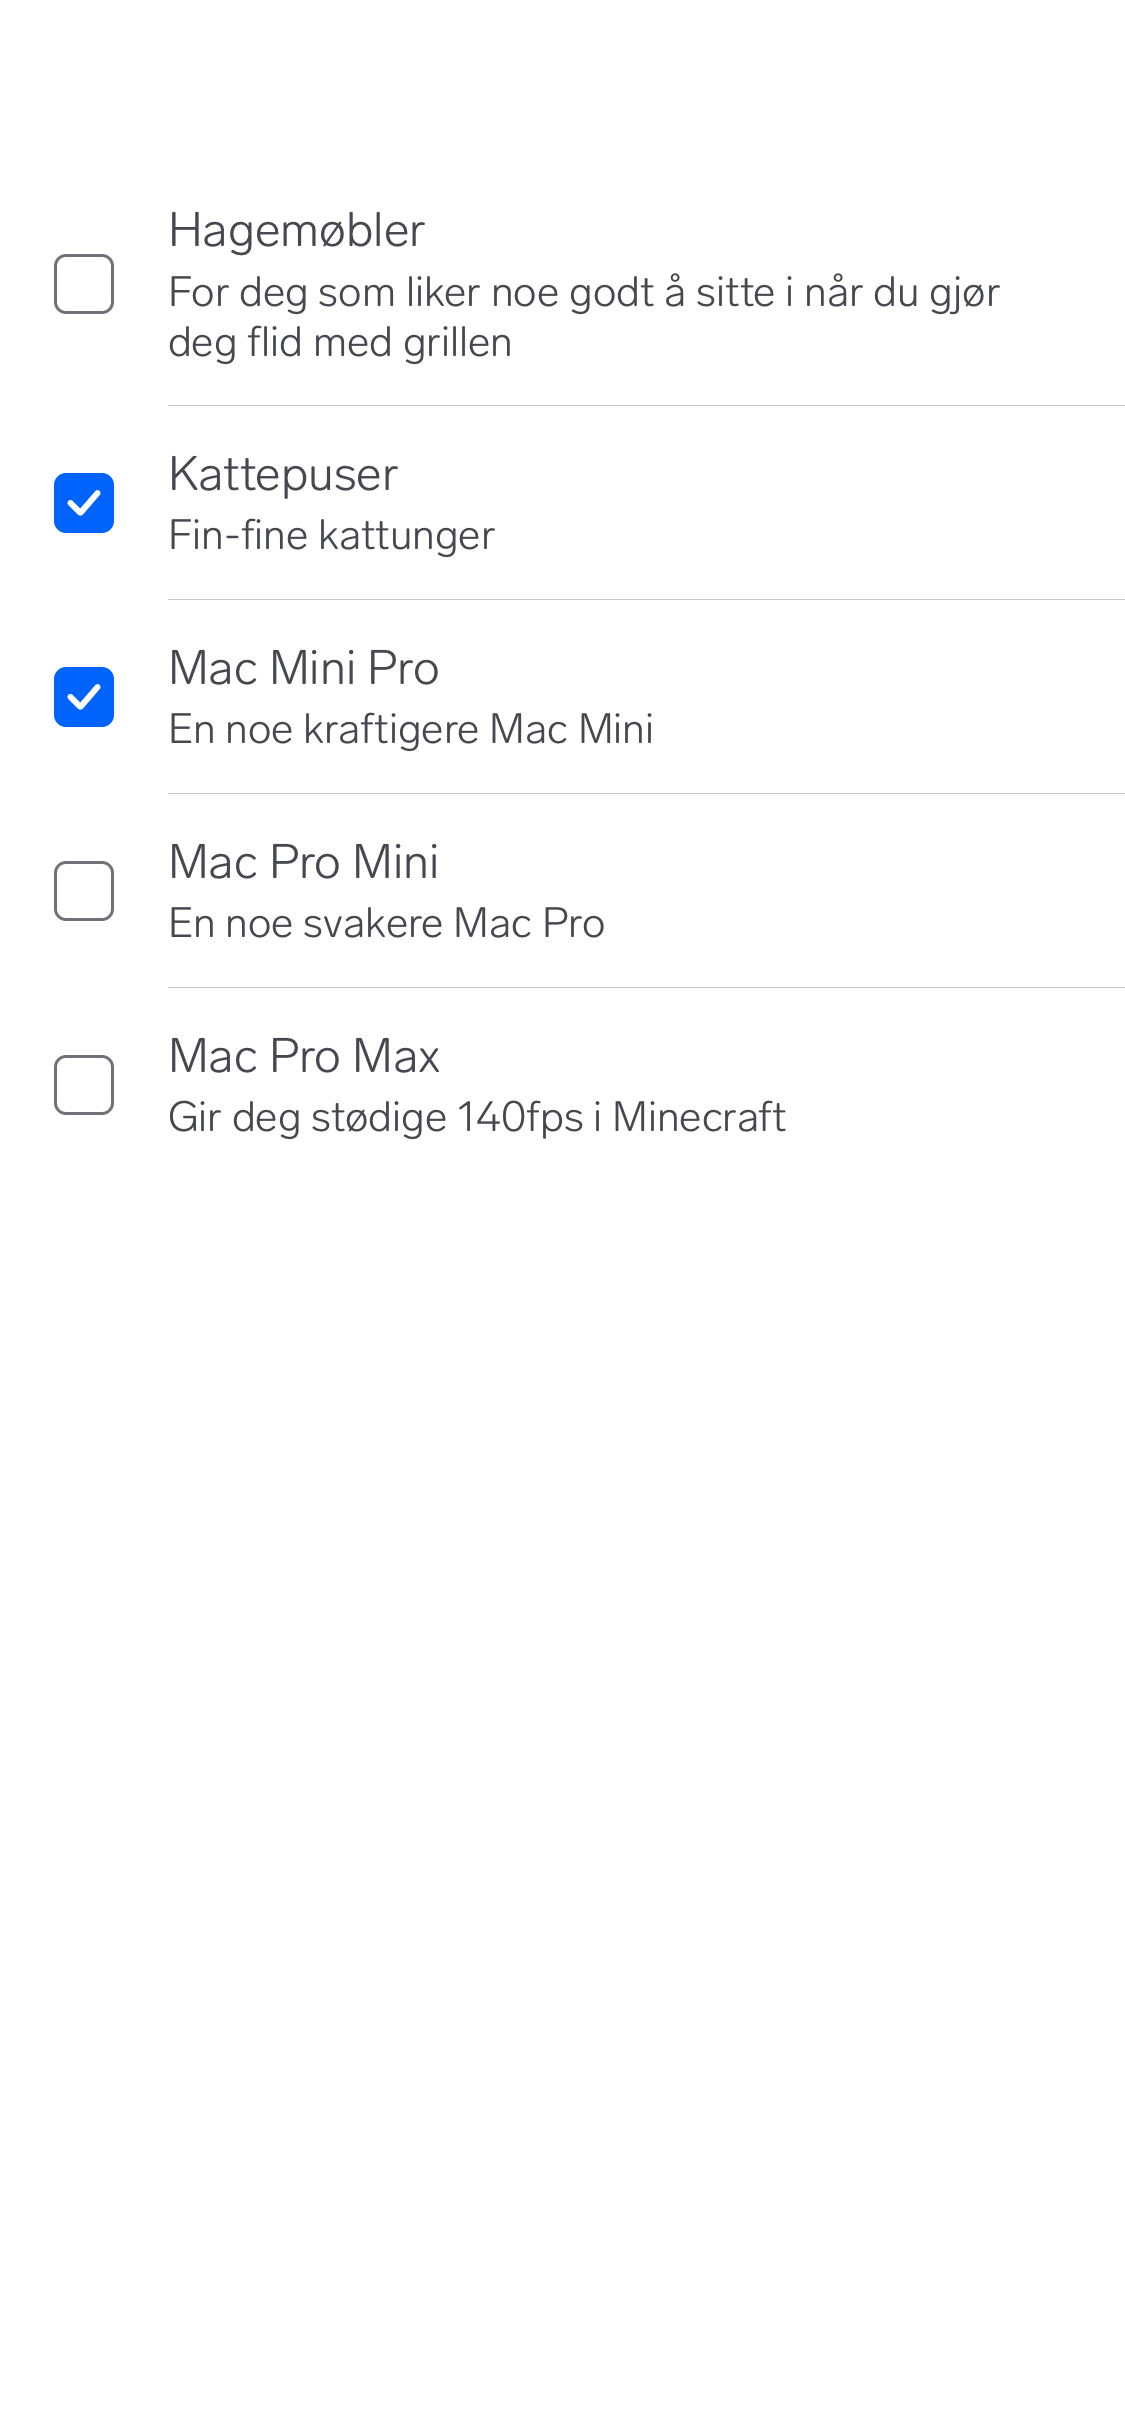 Hagemøbler
For deg som liker noe godt å sitte i når du gjør
deg flid med grillen
Kattepuser
Fin-fine kattunger
Mac Mini Pro
En noe kraftigere Mac Mini
Mac Pro Mini
En noe svakere Mac Pro
Mac Pro Max
Gir deg stødige 140fps i Minecraft